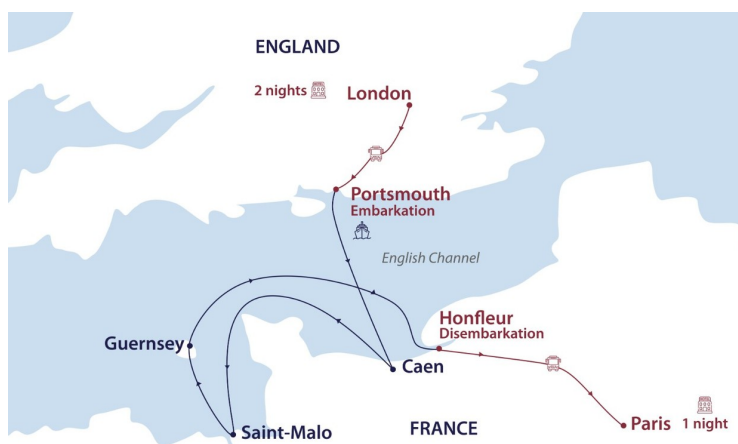 ENGLAND
2 nights
London
Portsmouth
Embarkation
English Channel
Honfleur
Disembarkation
Guernsey
Caen
Paris
1 night
Saint-Malo
FRANCE